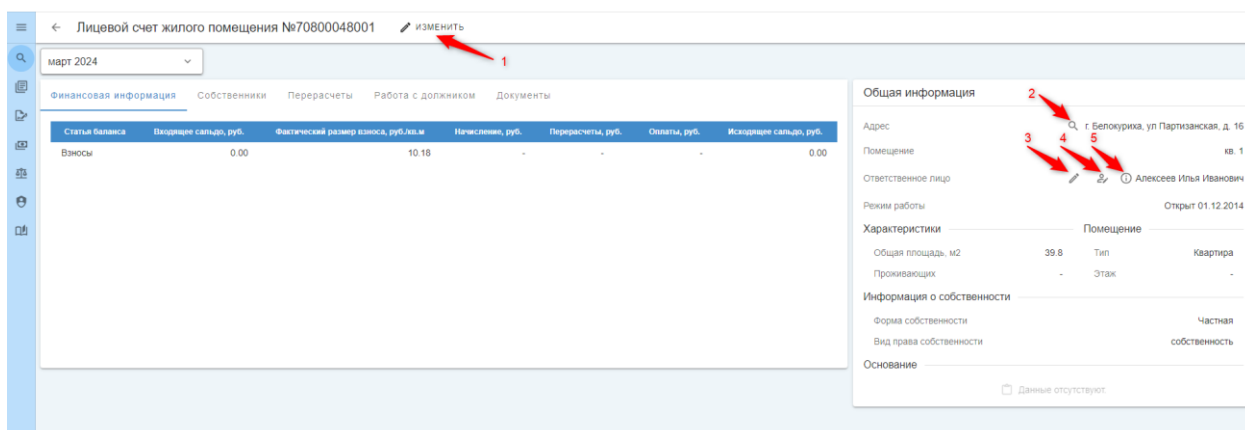 Лицевой счет жилого помещения №70800048001 ИЗМЕНИТЬ
1
март 2024
Финансовая информация Собственники Перерасчеты Работа с должником Документы
Статья баланса Входящее сальдо, руб. Фактический размер взноса, руб./кв.м Начисление, руб. Перерасчеты, руб. Оплаты, руб. Исходящее сальдо, руб.
Взносы 0.00 10.18 - - - 0.00
Общая информация
2
Адрес г. Белокуриха, ул Партизанская, д. 16
3 4 5
Помещение кв. 1
Ответственное лицо Алексеев Илья Иванович
Режим работы Открыт 01.12.2014
Характеристики Помещение
Общая площадь, м2 39.8 Тип Квартира
Проживающих - Этаж -
Информация о собственности
Форма собственности Частная
Вид права собственности собственность
Основание
Данные отсутствуют.